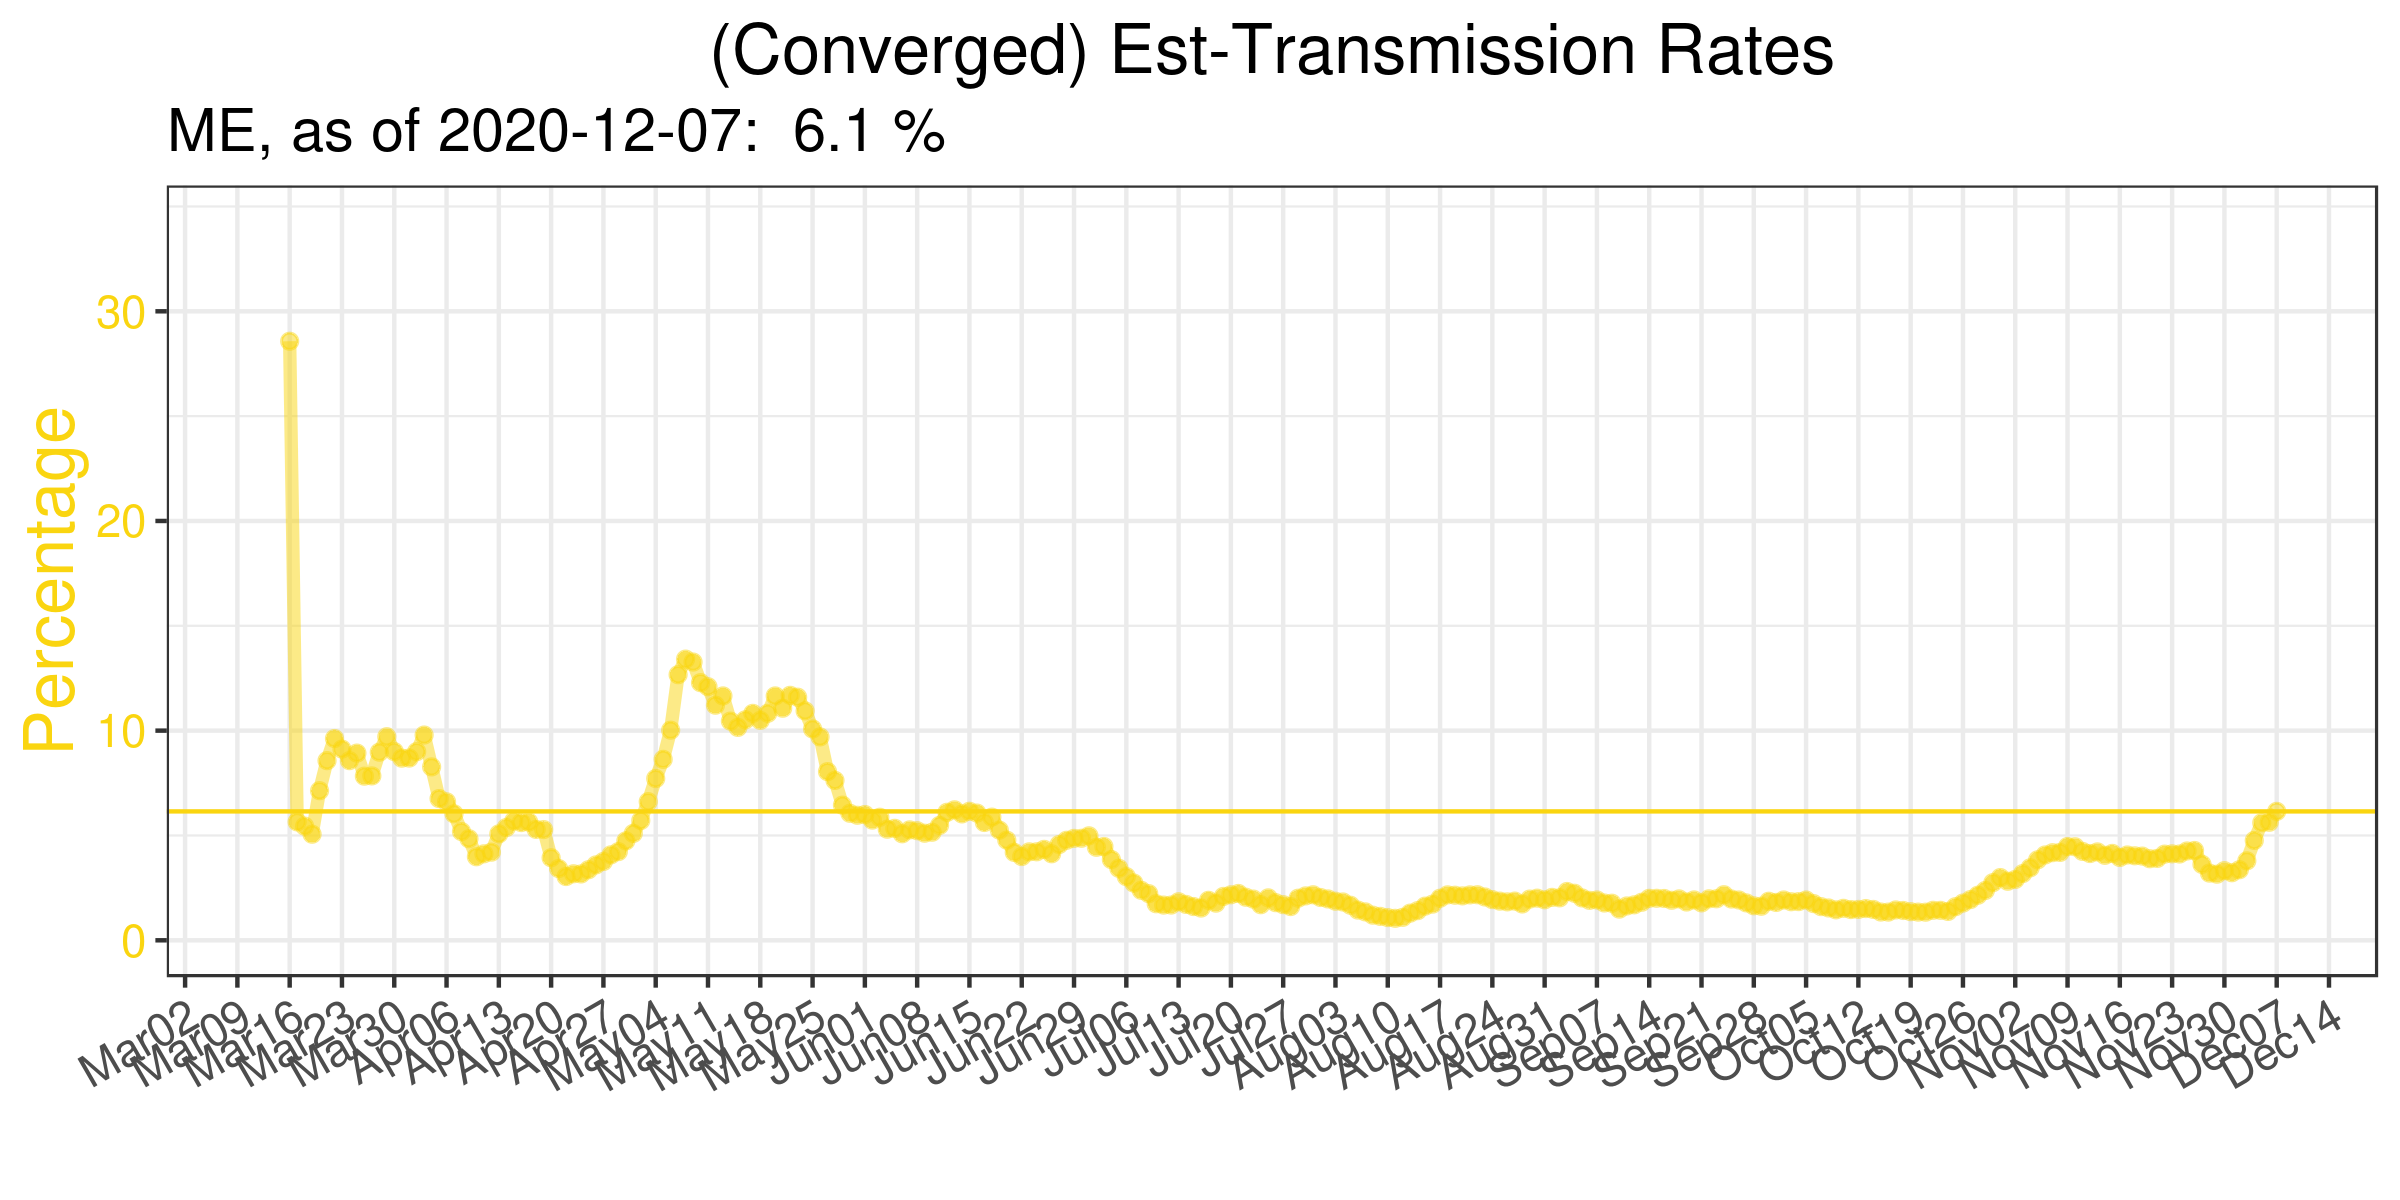 (Converged) Est-Transmission Rates
ME, as of 2020-12-07:  6.1 %
Percentage
30
20
10
0
Mar02
Mar09
Mar16
Mar23
Mar30
Apr06
Apr13
Apr20
Apr27
May04
May11
May18
May25
Jun01
Jun08
Jun15
Jun22
Jun29
Jul06
Jul13
Jul20
Jul27
Aug03
Aug10
Aug17
Aug24
Aug31
Sep07
Sep14
Sep21
Sep28
Oct05
Oct12
Oct19
Oct26
Nov02
Nov09
Nov16
Nov23
Nov30
Dec07
Dec14